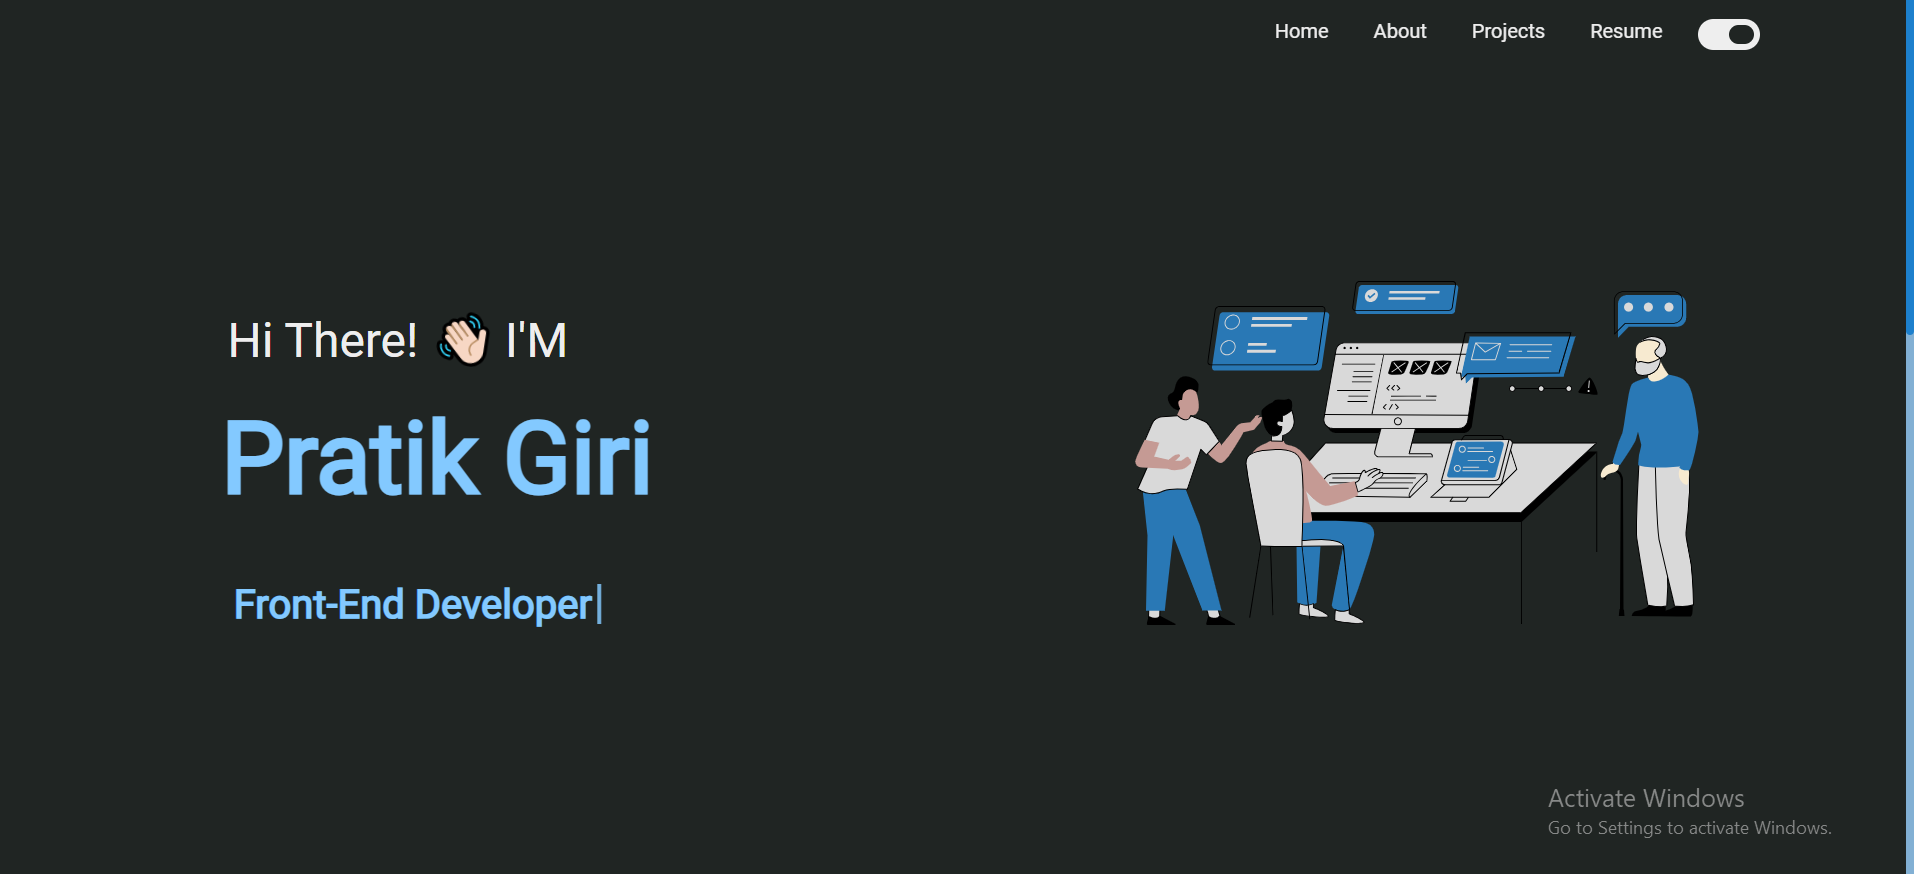 Home About Projects Resume
Hi There! 👋🏻 I'M
Pratik Giri
Front-End Developer|
Activate Windows
Go to Settings to activate Windows.